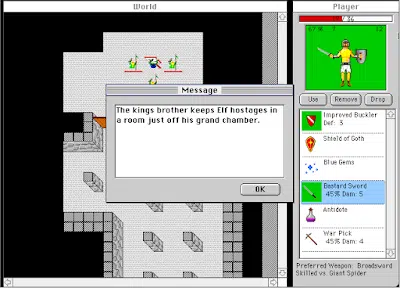 World
Player
Message
The kings brother keeps Elf hostages in
a room just off his grand chamber.
OK
Use
Remove
Drop
Improved Buckler
Def: 3
Shield of Goth
Blue Gems
Bastard Sword
45% Dam: 5
Antidote
War Pick
45% Dam: 4
Preferred Weapon: Broadsword
Skilled vs. Giant Spider